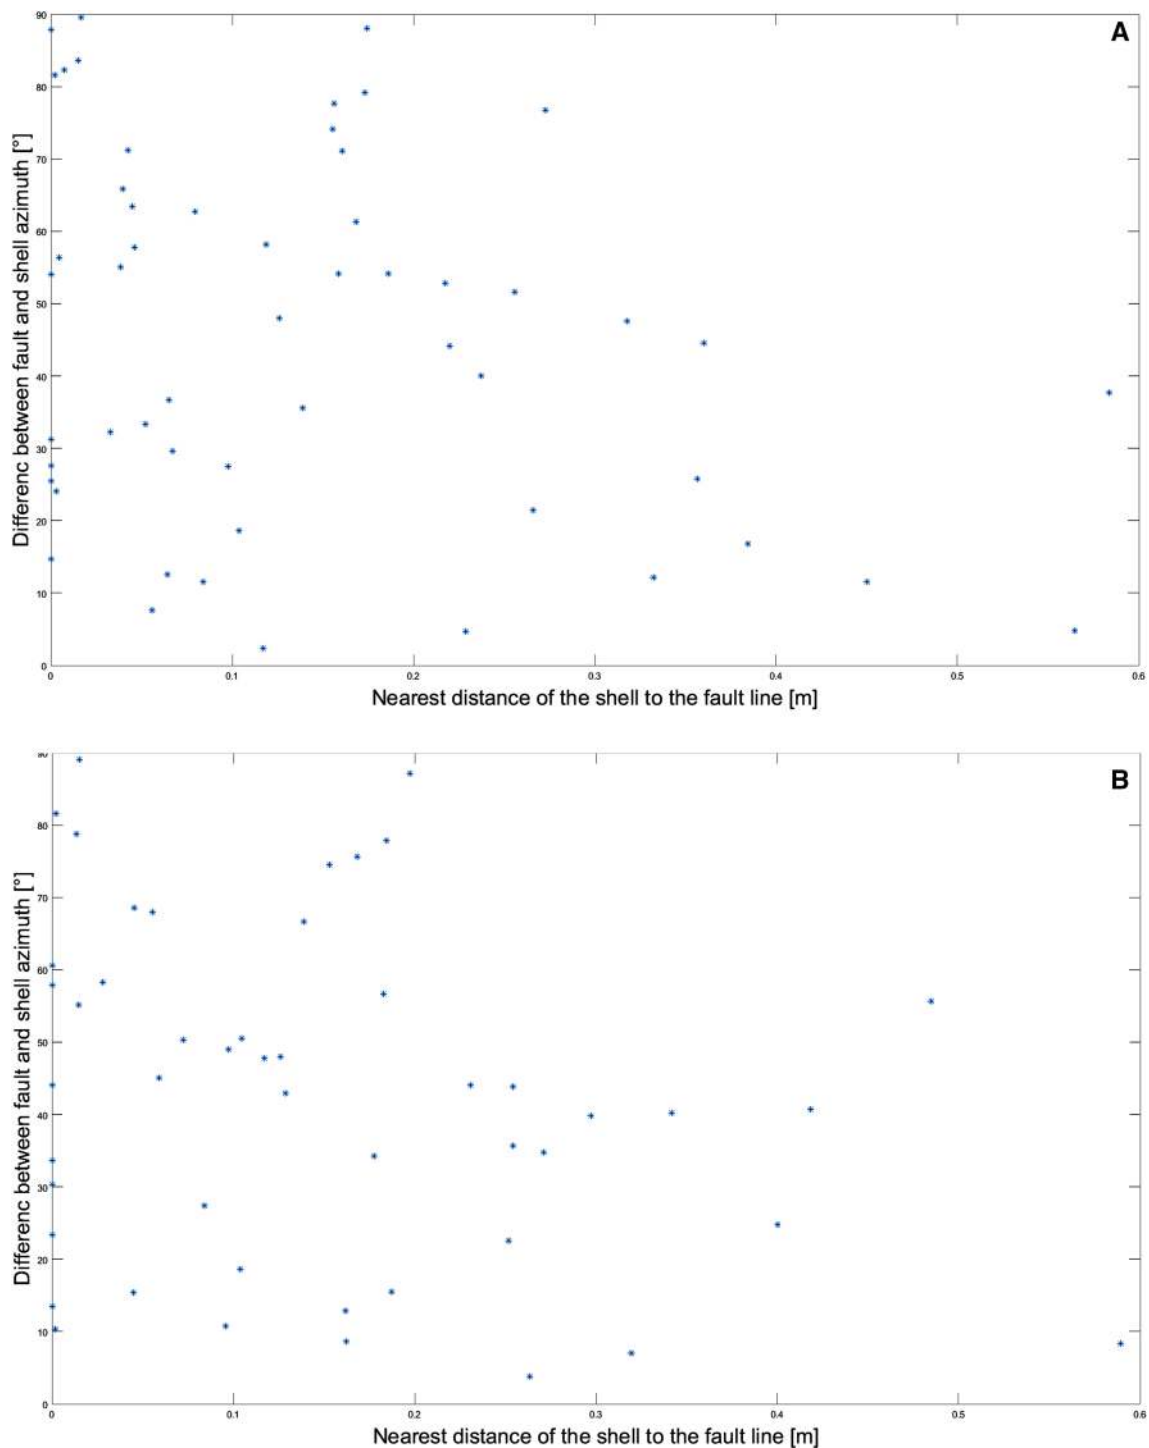 90
A
80
70
60
50
40
30
20
10
0
Differenc between fault and shell azimuth [°]
0 0.1 0.2 0.3 0.4 0.5 0.6
Nearest distance of the shell to the fault line [m]
B
80
70
60
50
40
30
20
10
0
Differenc between fault and shell azimuth [°]
0 0.1 0.2 0.3 0.4 0.5 0.6
Nearest distance of the shell to the fault line [m]